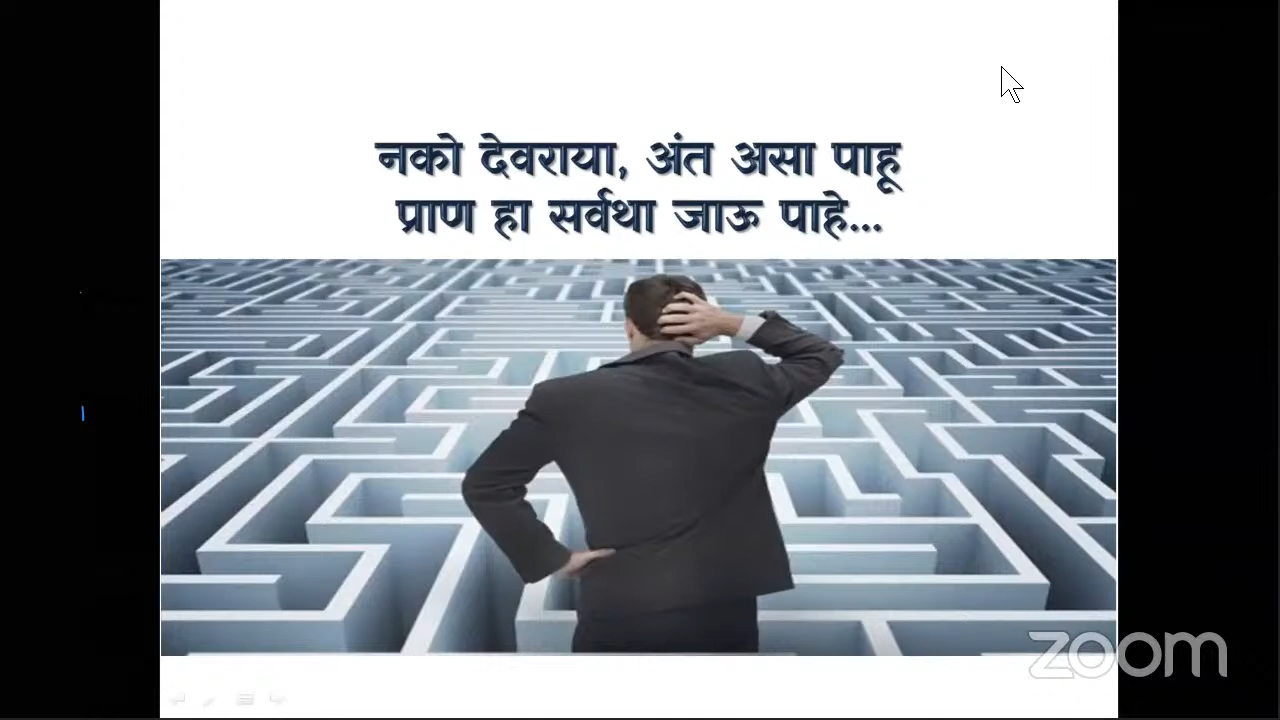 नको देवराया, अंत असा पाहू
प्राण हा सर्वथा जाऊ पाहे...
zoom